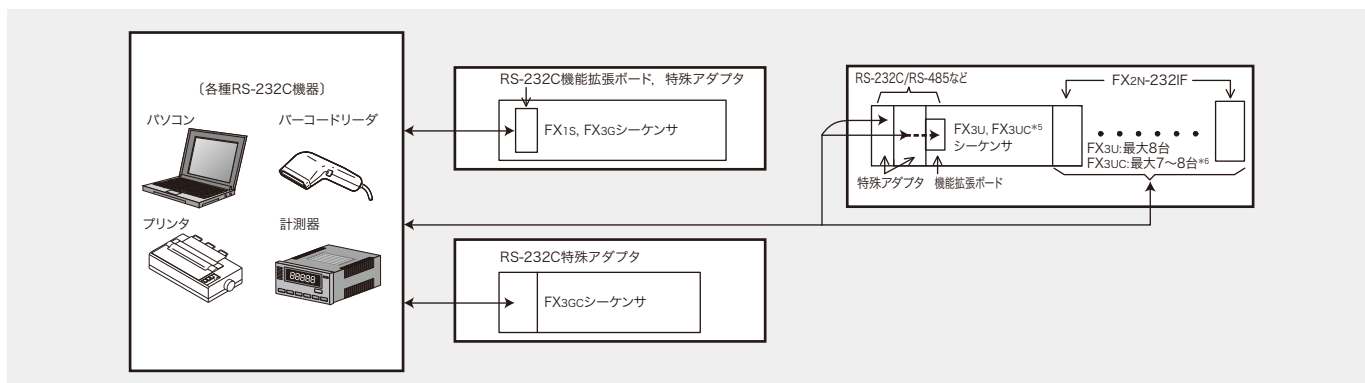 〔各種RS-232C機器〕
パソコン
バーコードリーダ
プリンタ
計測器
88888
RS-232C機能拡張ボード，特殊アダプタ
FX1S, FX3Gシーケンサ
RS-232C特殊アダプタ
FX3GCシーケンサ
RS-232C/RS-485など
FX2N-232IF
FX3U, FX3UC*5
シーケンサ
FX3U:最大8台
FX3UC:最大7～8台*6
特殊アダプタ
機能拡張ボード